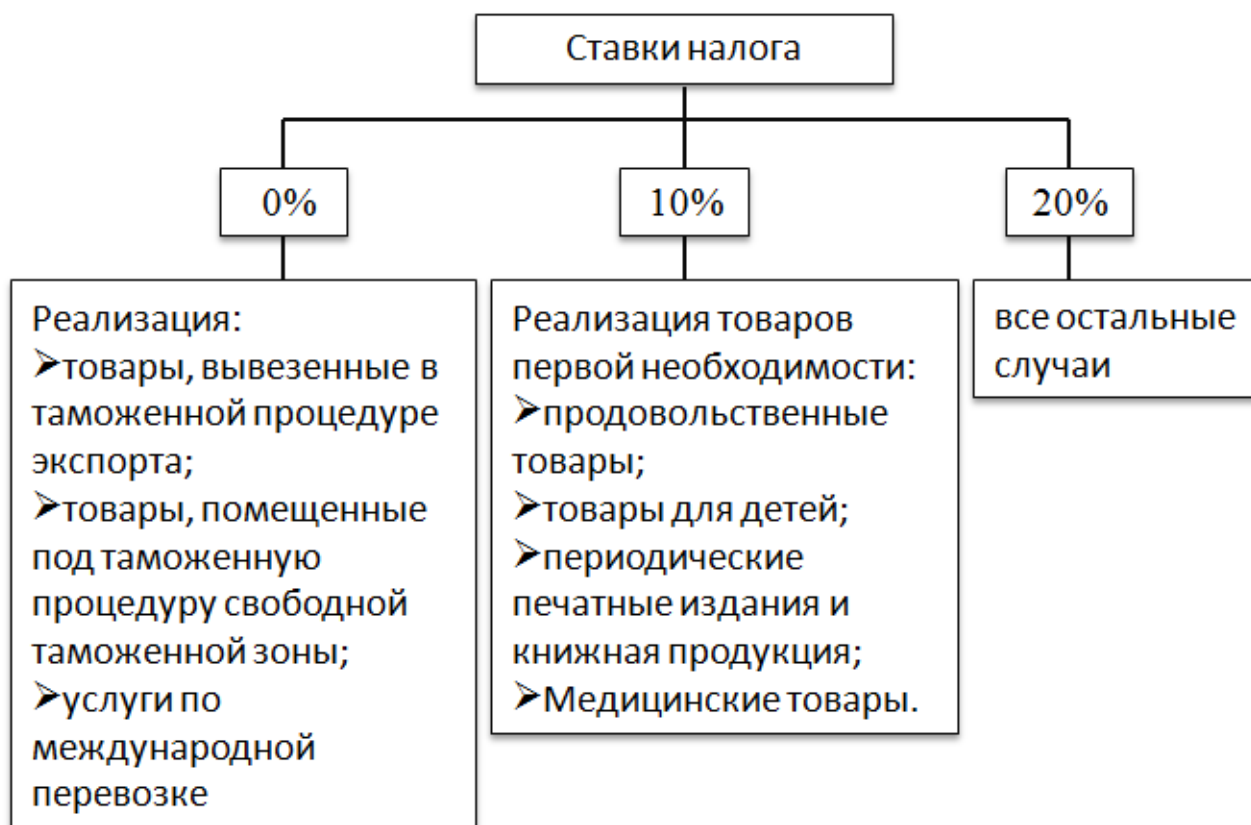 Ставки налога
0%
10%
20%
Реализация:
➢товары, вывезенные в
таможенной процедуре
экспорта;
➢товары, помещенные
под таможенную
процедуру свободной
таможенной зоны;
➢услуги по
международной
перевозке
Реализация товаров
первой необходимости:
➢продовольственные
товары;
➢товары для детей;
➢периодические
печатные издания и
книжная продукция;
➢Медицинские товары.
все остальные
случаи